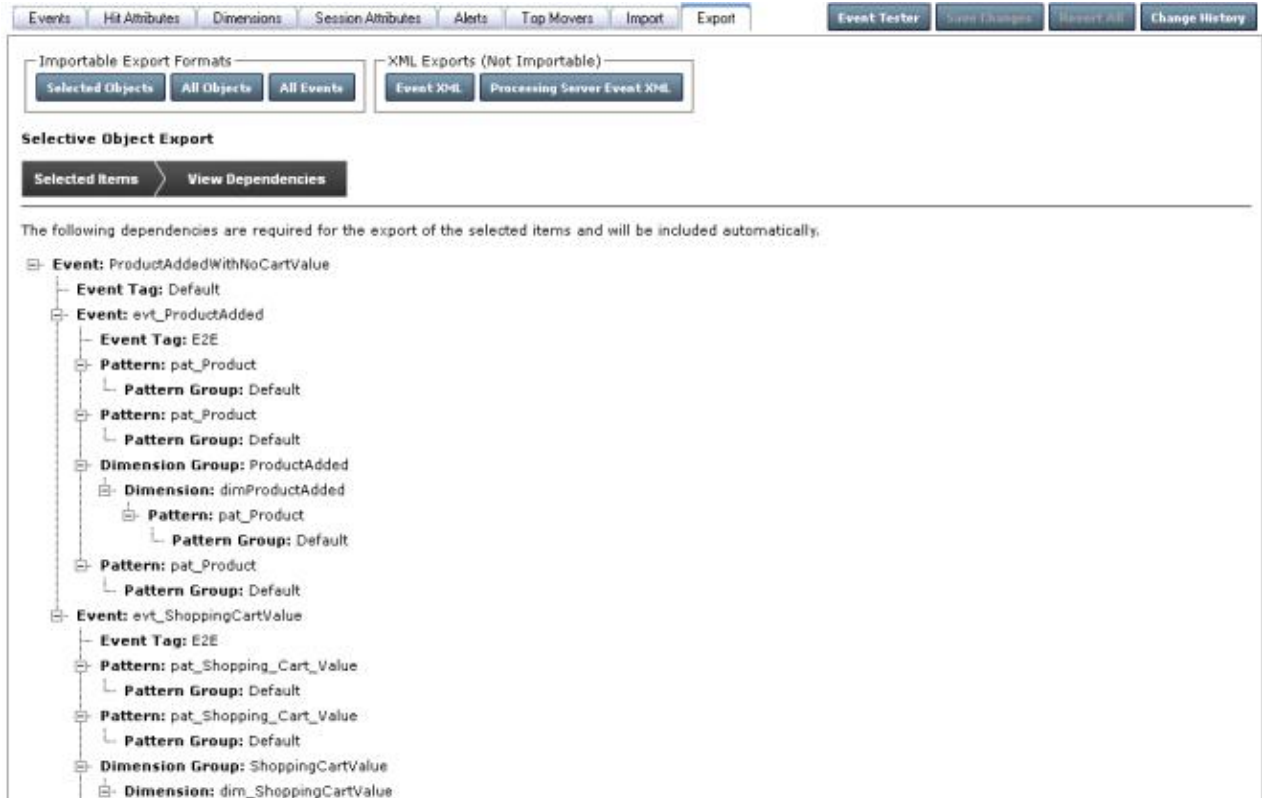 Events Hit Attributes Dimensions Session Attributes Alerts Top Movers Import Export Event Tester Save Changes Revert All Change History
Importable Export Formats XML Exports (Not Importable)
Selected Objects All Objects All Events Event XML Processing Server Event XML
Selective Object Export
Selected Items View Dependencies
The following dependencies are required for the export of the selected items and will be included automatically.
Event: ProductAddedWithNoCartValue
Event Tag: Default
Event: evt_ProductAdded
Event Tag: E2E
Pattern: pat_Product
Pattern Group: Default
Pattern: pat_Product
Pattern Group: Default
Dimension Group: ProductAdded
Dimension: dimProductAdded
Pattern: pat_Product
Pattern Group: Default
Pattern: pat_Product
Pattern Group: Default
Event: evt_ShoppingCartValue
Event Tag: E2E
Pattern: pat_Shopping_Cart_Value
Pattern Group: Default
Pattern: pat_Shopping_Cart_Value
Pattern Group: Default
Dimension Group: ShoppingCartValue
Dimension: dim_ShoppingCartValue